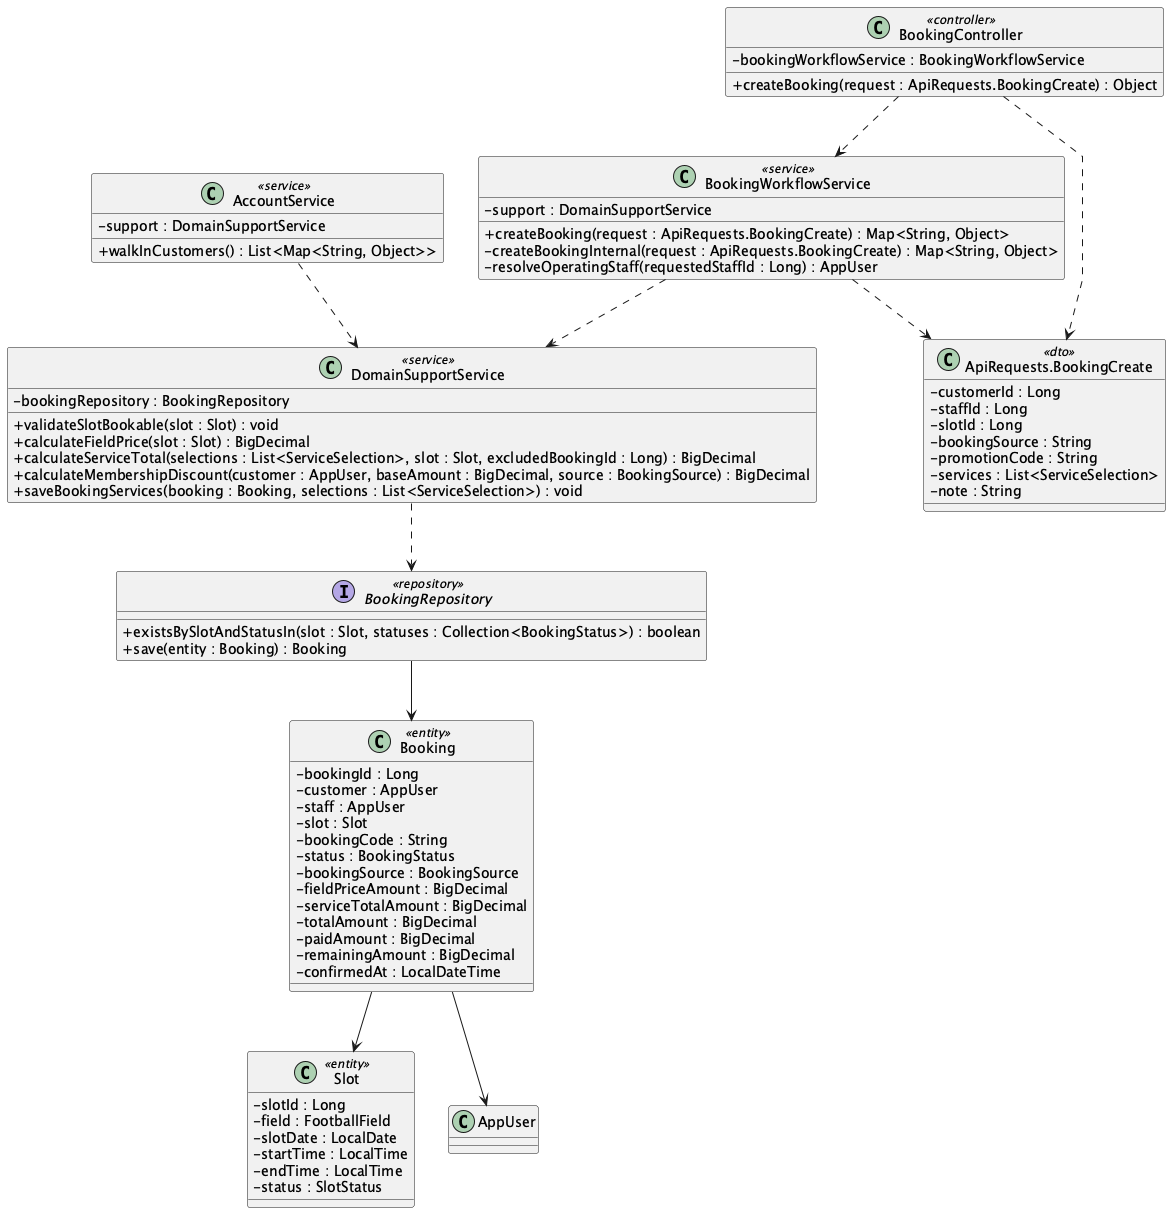 «controller»
C BookingController
-bookingWorkflowService : BookingWorkflowService
+createBooking(request : ApiRequests.BookingCreate) : Object
«service»
C AccountService
-support : DomainSupportService
+walkInCustomers() : List<Map<String, Object>>
«service»
C BookingWorkflowService
-support : DomainSupportService
+createBooking(request : ApiRequests.BookingCreate) : Map<String, Object>
-createBookingInternal(request : ApiRequests.BookingCreate) : Map<String, Object>
-resolveOperatingStaff(requestedStaffId : Long) : AppUser
«service»
C DomainSupportService
-bookingRepository : BookingRepository
+validateSlotBookable(slot : Slot) : void
+calculateFieldPrice(slot : Slot) : BigDecimal
+calculateServiceTotal(selections : List<ServiceSelection>, slot : Slot, excludedBookingId : Long) : BigDecimal
+calculateMembershipDiscount(customer : AppUser, baseAmount : BigDecimal, source : BookingSource) : BigDecimal
+saveBookingServices(booking : Booking, selections : List<ServiceSelection>) : void
«dto»
C ApiRequests.BookingCreate
-customerId : Long
-staffId : Long
-slotId : Long
-bookingSource : String
-promotionCode : String
-services : List<ServiceSelection>
-note : String
«repository»
I BookingRepository
+existsBySlotAndStatusIn(slot : Slot, statuses : Collection<BookingStatus>) : boolean
+save(entity : Booking) : Booking
«entity»
C Booking
-bookingId : Long
-customer : AppUser
-staff : AppUser
-slot : Slot
-bookingCode : String
-status : BookingStatus
-bookingSource : BookingSource
-fieldPriceAmount : BigDecimal
-serviceTotalAmount : BigDecimal
-totalAmount : BigDecimal
-paidAmount : BigDecimal
-remainingAmount : BigDecimal
-confirmedAt : LocalDateTime
«entity»
C Slot
-slotId : Long
-field : FootballField
-slotDate : LocalDate
-startTime : LocalTime
-endTime : LocalTime
-status : SlotStatus
C AppUser